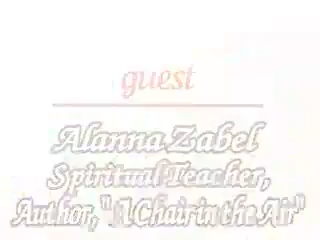 guest
Alanna Zabel
Spiritual Teacher,
Author, "A Chair in the Air"